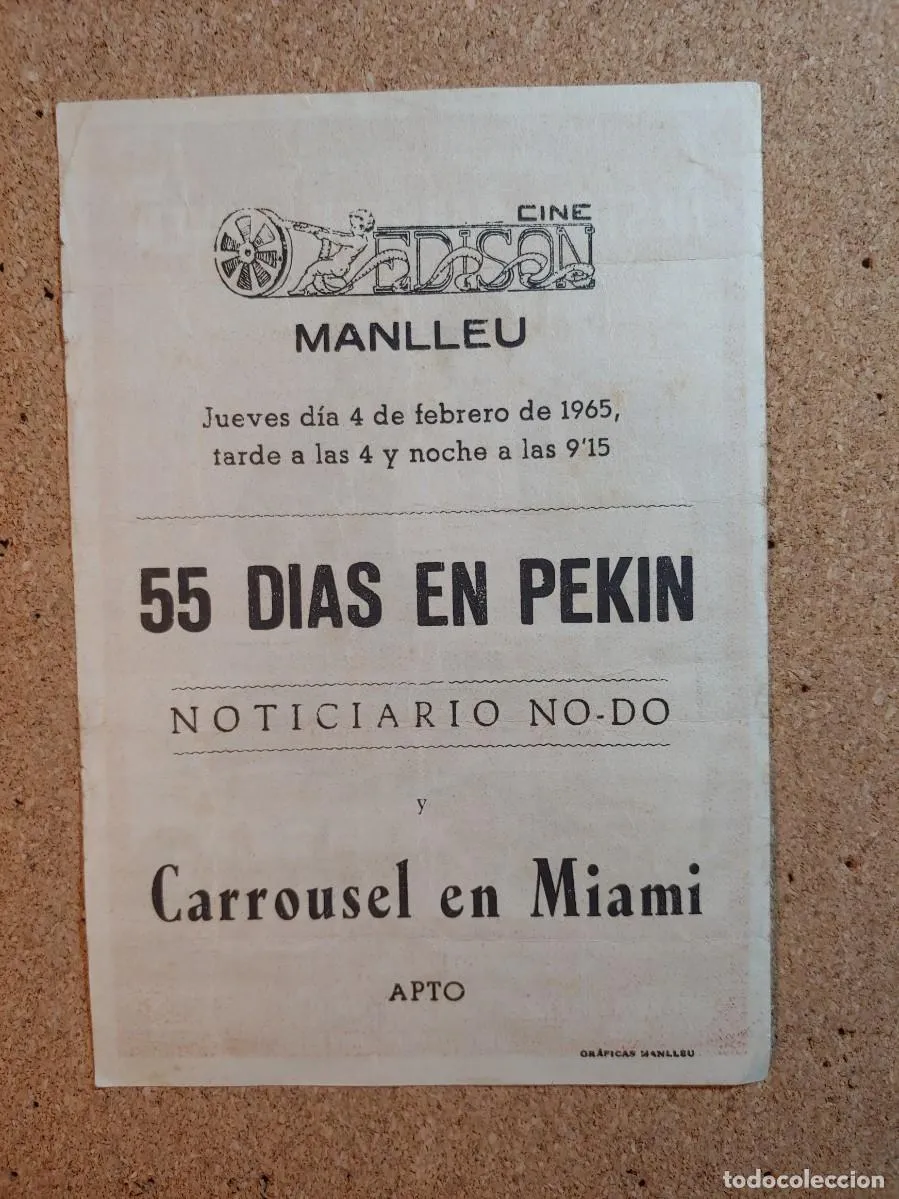 CINE
EDISON
MANLLEU
Jueves día 4 de febrero de 1965,
tarde a las 4 y noche a las 9'15
55 DIAS EN PEKIN
NOTICIARIO NO-DO
y
Carrousel en Miami
APTO
GRÁFICAS MANLLEU
todocoleccion